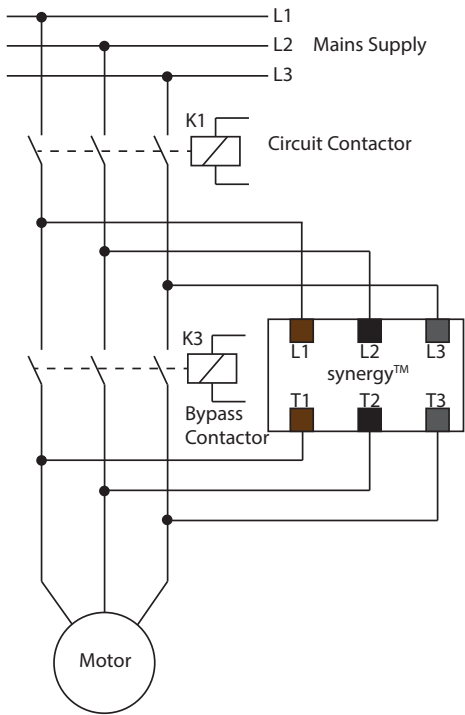 L1
L2 Mains Supply
L3
K1
Circuit Contactor
K3
L1 L2 L3
synergy™
T1 T2 T3
Bypass
Contactor
Motor